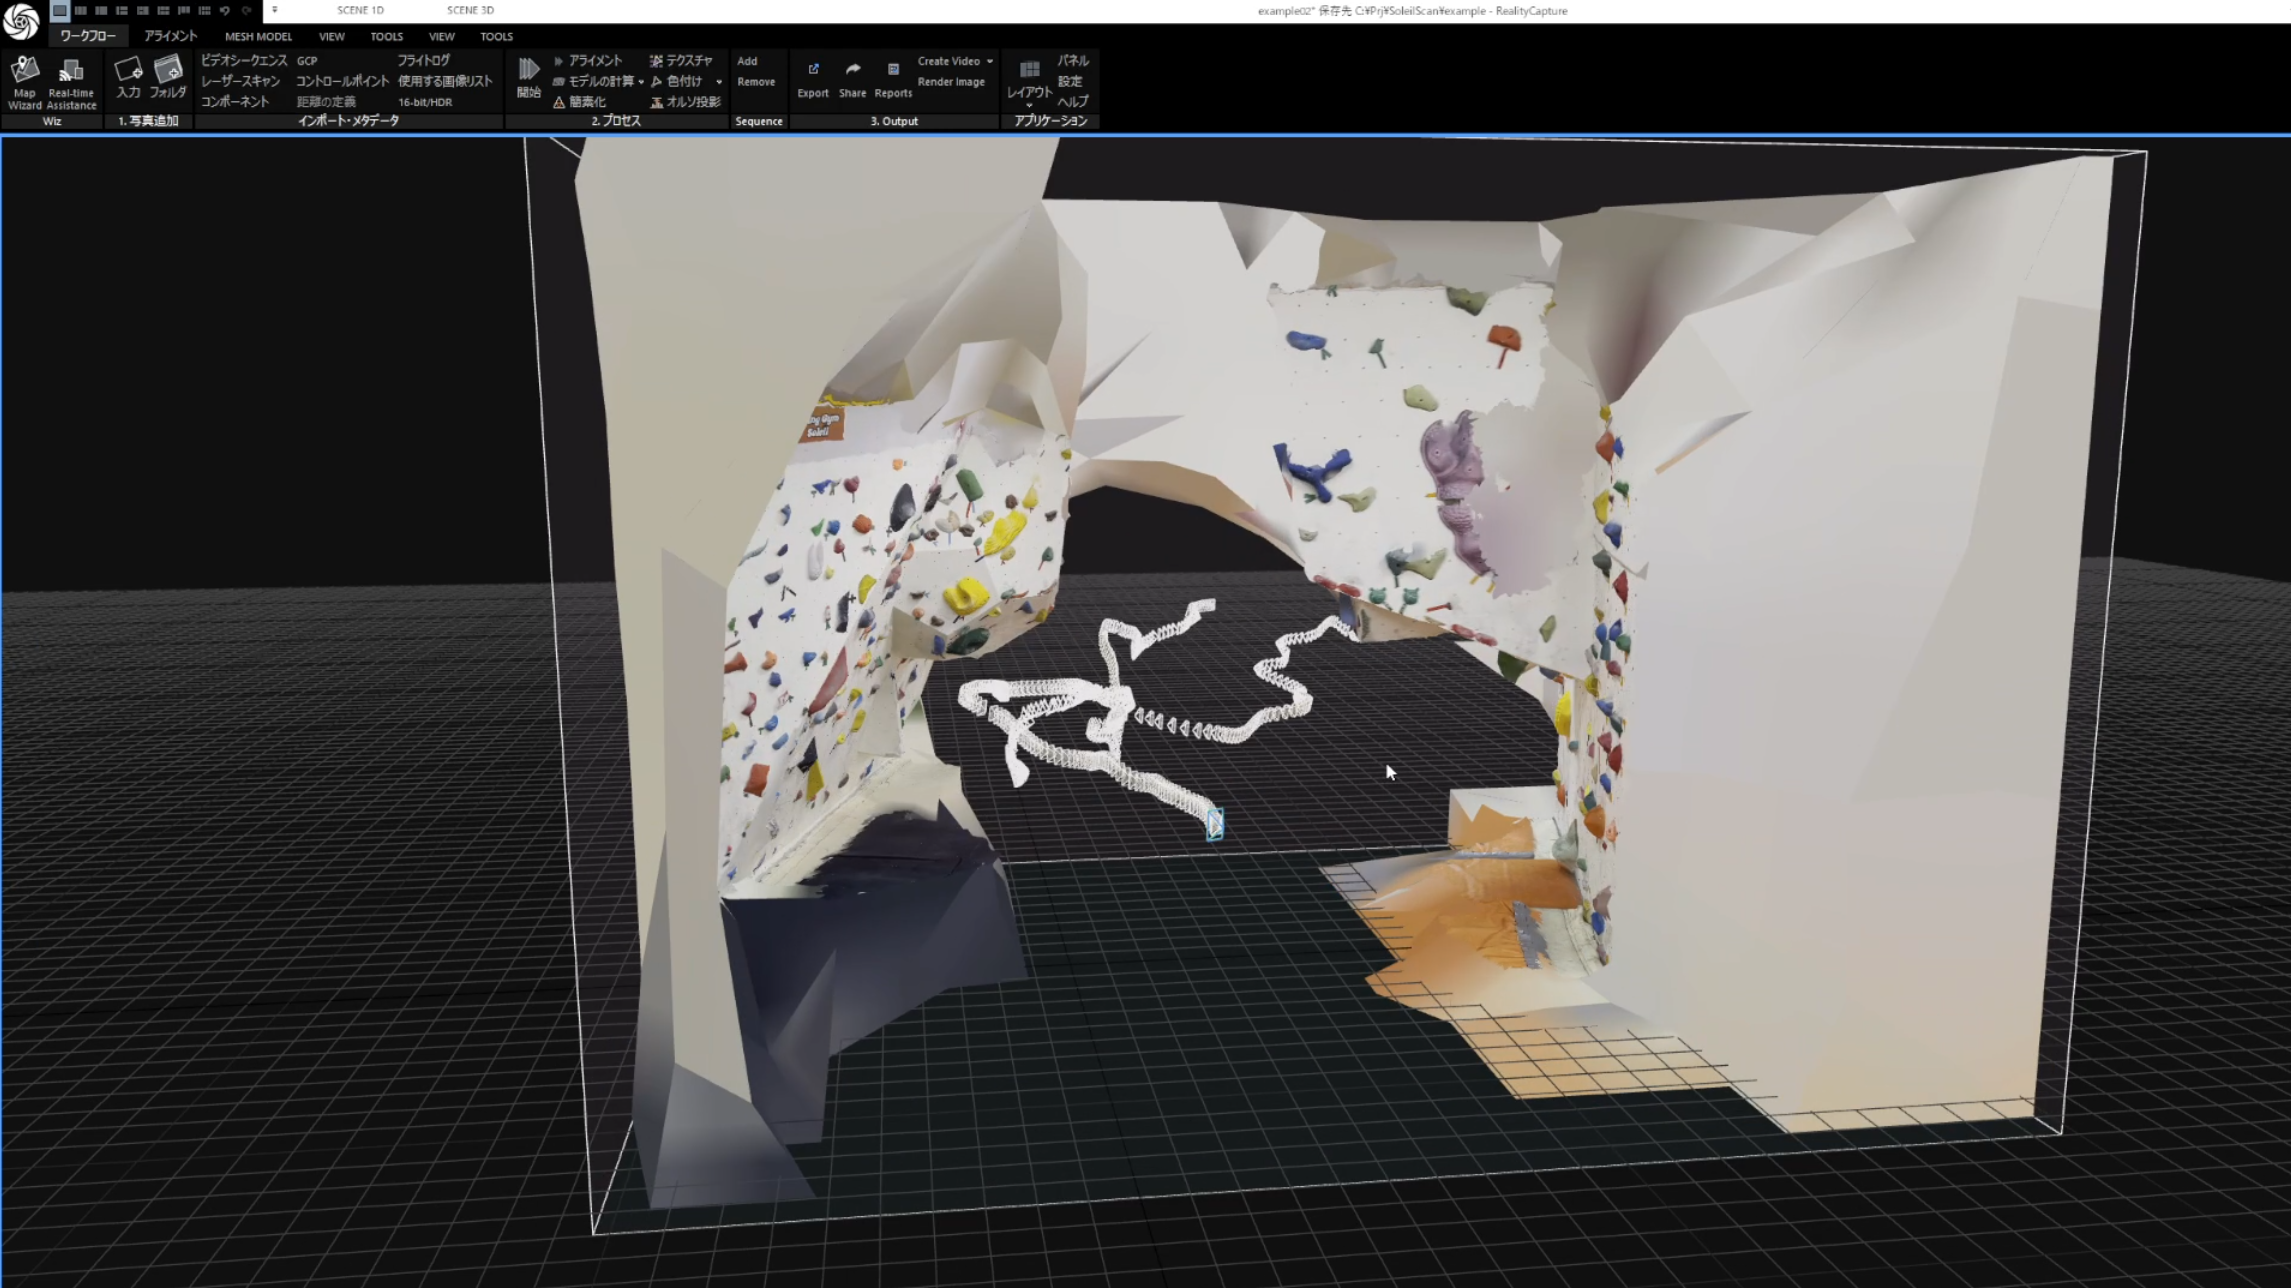 SCENE 1D
SCENE 3D
example02* 保存先 C:¥Prj¥SoleilScan¥example - RealityCapture
ワークフロー
アライメント
MESH MODEL
VIEW
TOOLS
VIEW
TOOLS
Map Wizard
Real-time Assistance
Wiz
入力
フォルダ
1. 写真追加
ビデオシークエンス
GCP
フライトログ
レーザースキャン
コントロールポイント
使用する画像リスト
コンポーネント
距離の定義
16-bit/HDR
インポート・メタデータ
開始
アライメント
テクスチャ
モデルの計算
色付け
簡素化
オルソ投影
2. プロセス
Add
Remove
Sequence
Export
Share
Reports
Create Video
Render Image
3. Output
レイアウト
パネル
設定
ヘルプ
アプリケーション
Gym
Soleil